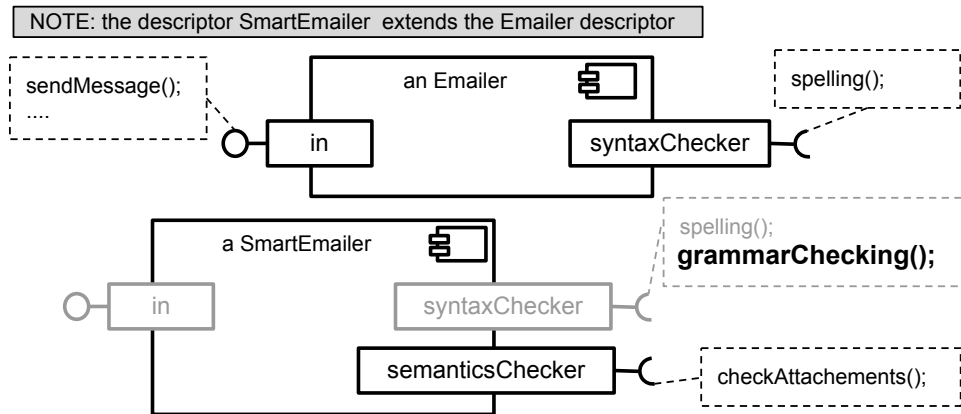 NOTE: the descriptor SmartEmailer extends the Emailer descriptor
sendMessage();
....
an Emailer
spelling();
in
syntaxChecker
a SmartEmailer
spelling();
grammarChecking();
in
syntaxChecker
semanticsChecker
checkAttachements();